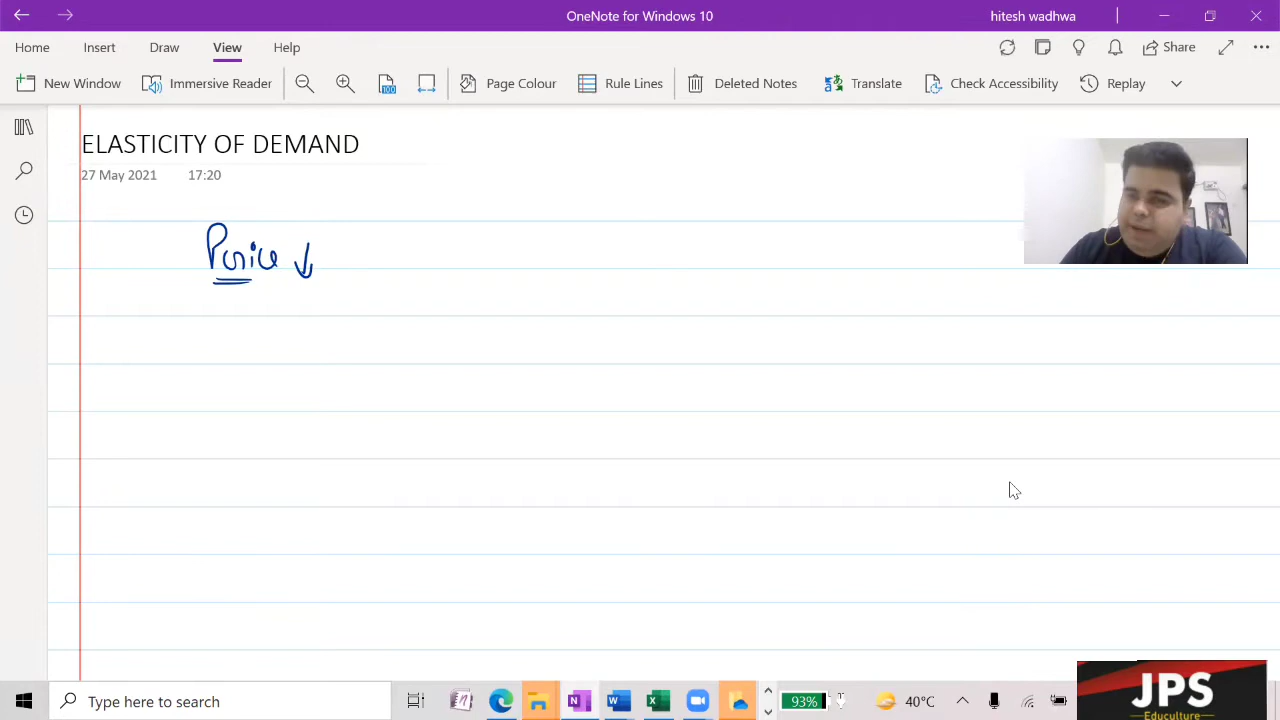 OneNote for Windows 10
hitesh wadhwa
Home Insert Draw View Help Share
New Window Immersive Reader 100 Page Colour Rule Lines Deleted Notes Translate Check Accessibility Replay
ELASTICITY OF DEMAND
27 May 2021 17:20
Price ↓
Type here to search
93%
40°C
JPS
Educulture